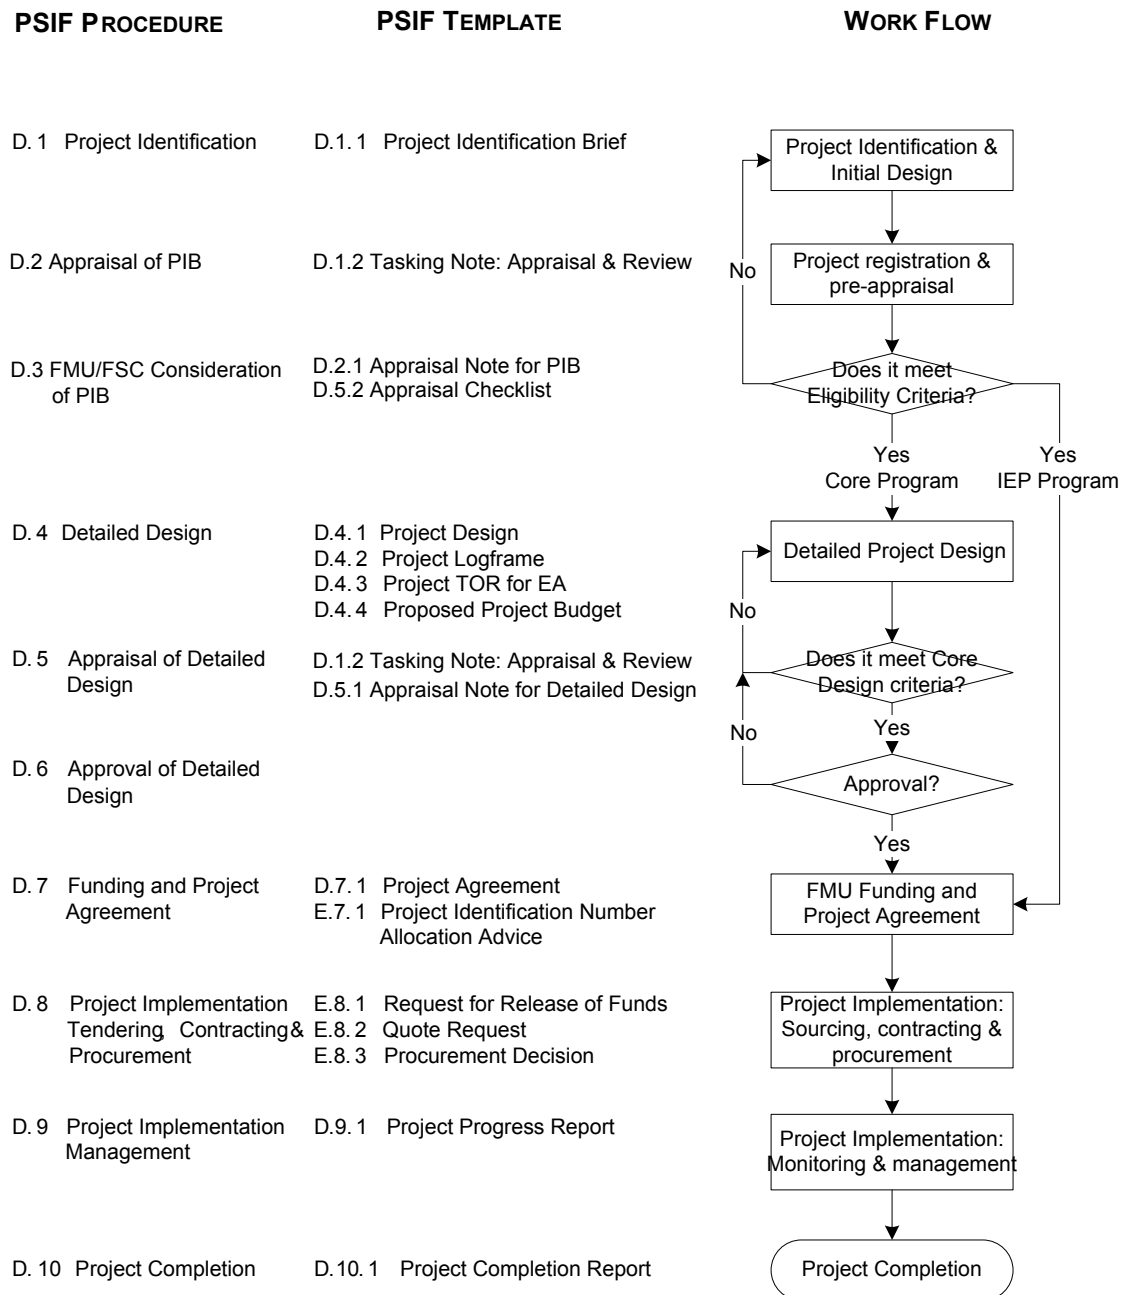 PSIF PROCEDURE
PSIF TEMPLATE
WORK FLOW
D. 1 Project Identification
D.1. 1 Project Identification Brief
Project Identification &
Initial Design
D.2 Appraisal of PIB
D.1.2 Tasking Note: Appraisal & Review
No
Project registration &
pre-appraisal
D.3 FMU/FSC Consideration
of PIB
D.2.1 Appraisal Note for PIB
D.5.2 Appraisal Checklist
Does it meet
Eligibility Criteria?
Yes
Core Program
Yes
IEP Program
D. 4 Detailed Design
D.4. 1 Project Design
D.4. 2 Project Logframe
D.4. 3 Project TOR for EA
D.4. 4 Proposed Project Budget
Detailed Project Design
No
D. 5 Appraisal of Detailed
Design
D.1.2 Tasking Note: Appraisal & Review
D.5.1 Appraisal Note for Detailed Design
Does it meet Core
Design criteria?
No
Yes
D. 6 Approval of Detailed
Design
Approval?
Yes
D. 7 Funding and Project
Agreement
D.7. 1 Project Agreement
E.7. 1 Project Identification Number
Allocation Advice
FMU Funding and
Project Agreement
D. 8 Project Implementation
Tendering, Contracting &
Procurement
E.8. 1 Request for Release of Funds
E.8. 2 Quote Request
E.8. 3 Procurement Decision
Project Implementation:
Sourcing, contracting &
procurement
D. 9 Project Implementation
Management
D.9. 1 Project Progress Report
Project Implementation:
Monitoring & management
D. 10 Project Completion
D.10. 1 Project Completion Report
Project Completion